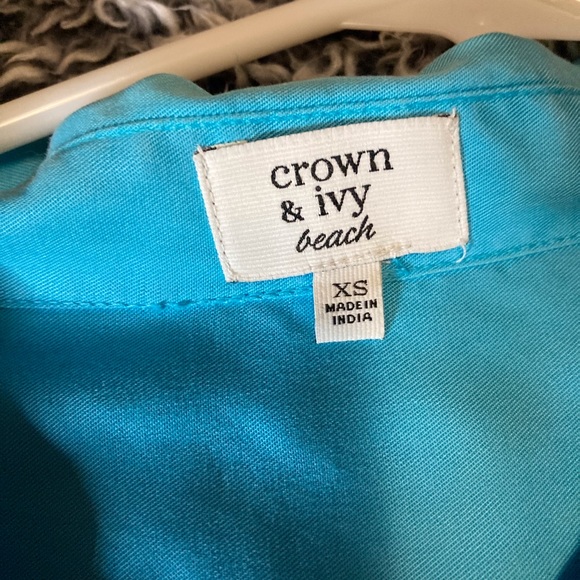 crown
& ivy
beach
XS
MADE IN
INDIA